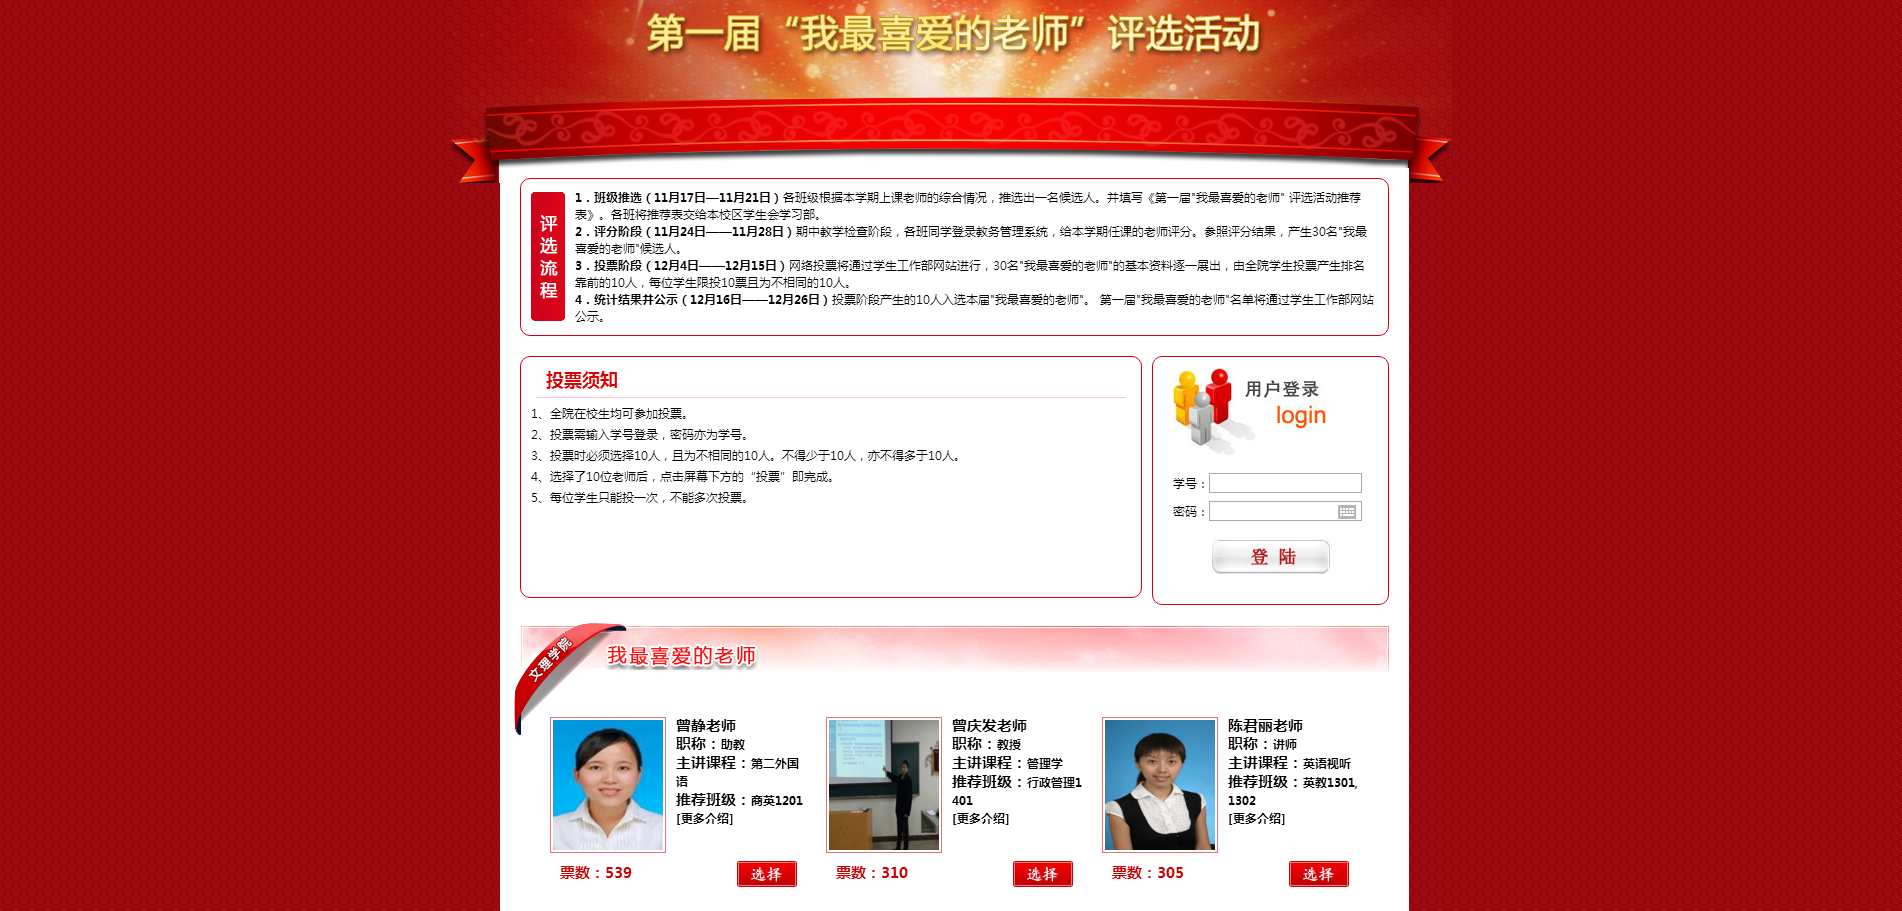 第一届“我最喜爱的老师”评选活动
评选流程
1．班级推选（11月17日—11月21日）各班级根据本学期上课老师的综合情况，推选出一名候选人。并填写《第一届"我最喜爱的老师" 评选活动推荐
表》。各班将推荐表交给本校区学生会学习部。
2．评分阶段（11月24日——11月28日）期中教学检查阶段，各班同学登录教务管理系统，给本学期任课的老师评分。参照评分结果，产生30名"我最
喜爱的老师"候选人。
3．投票阶段（12月4日——12月15日）网络投票将通过学生工作部网站进行，30名"我最喜爱的老师"的基本资料逐一展出，由全院学生投票产生排名
靠前的10人，每位学生限投10票且为不相同的10人。
4．统计结果并公示（12月16日——12月26日）投票阶段产生的10人入选本届"我最喜爱的老师"。 第一届"我最喜爱的老师"名单将通过学生工作部网站
公示。
投票须知
1、全院在校生均可参加投票。
2、投票需输入学号登录，密码亦为学号。
3、投票时必须选择10人，且为不相同的10人。不得少于10人，亦不得多于10人。
4、选择了10位老师后，点击屏幕下方的“投票”即完成。
5、每位学生只能投一次，不能多次投票。
用户登录
login
学号：
密码：
登 陆
文理学院
我最喜爱的老师
曾静老师
职称：助教
主讲课程：第二外国
语
推荐班级：商英1201
[更多介绍]
票数：539
选择
曾庆发老师
职称：教授
主讲课程：管理学
推荐班级：行政管理1
401
[更多介绍]
票数：310
选择
陈君丽老师
职称：讲师
主讲课程：英语视听
推荐班级：英教1301,
1302
[更多介绍]
票数：305
选择